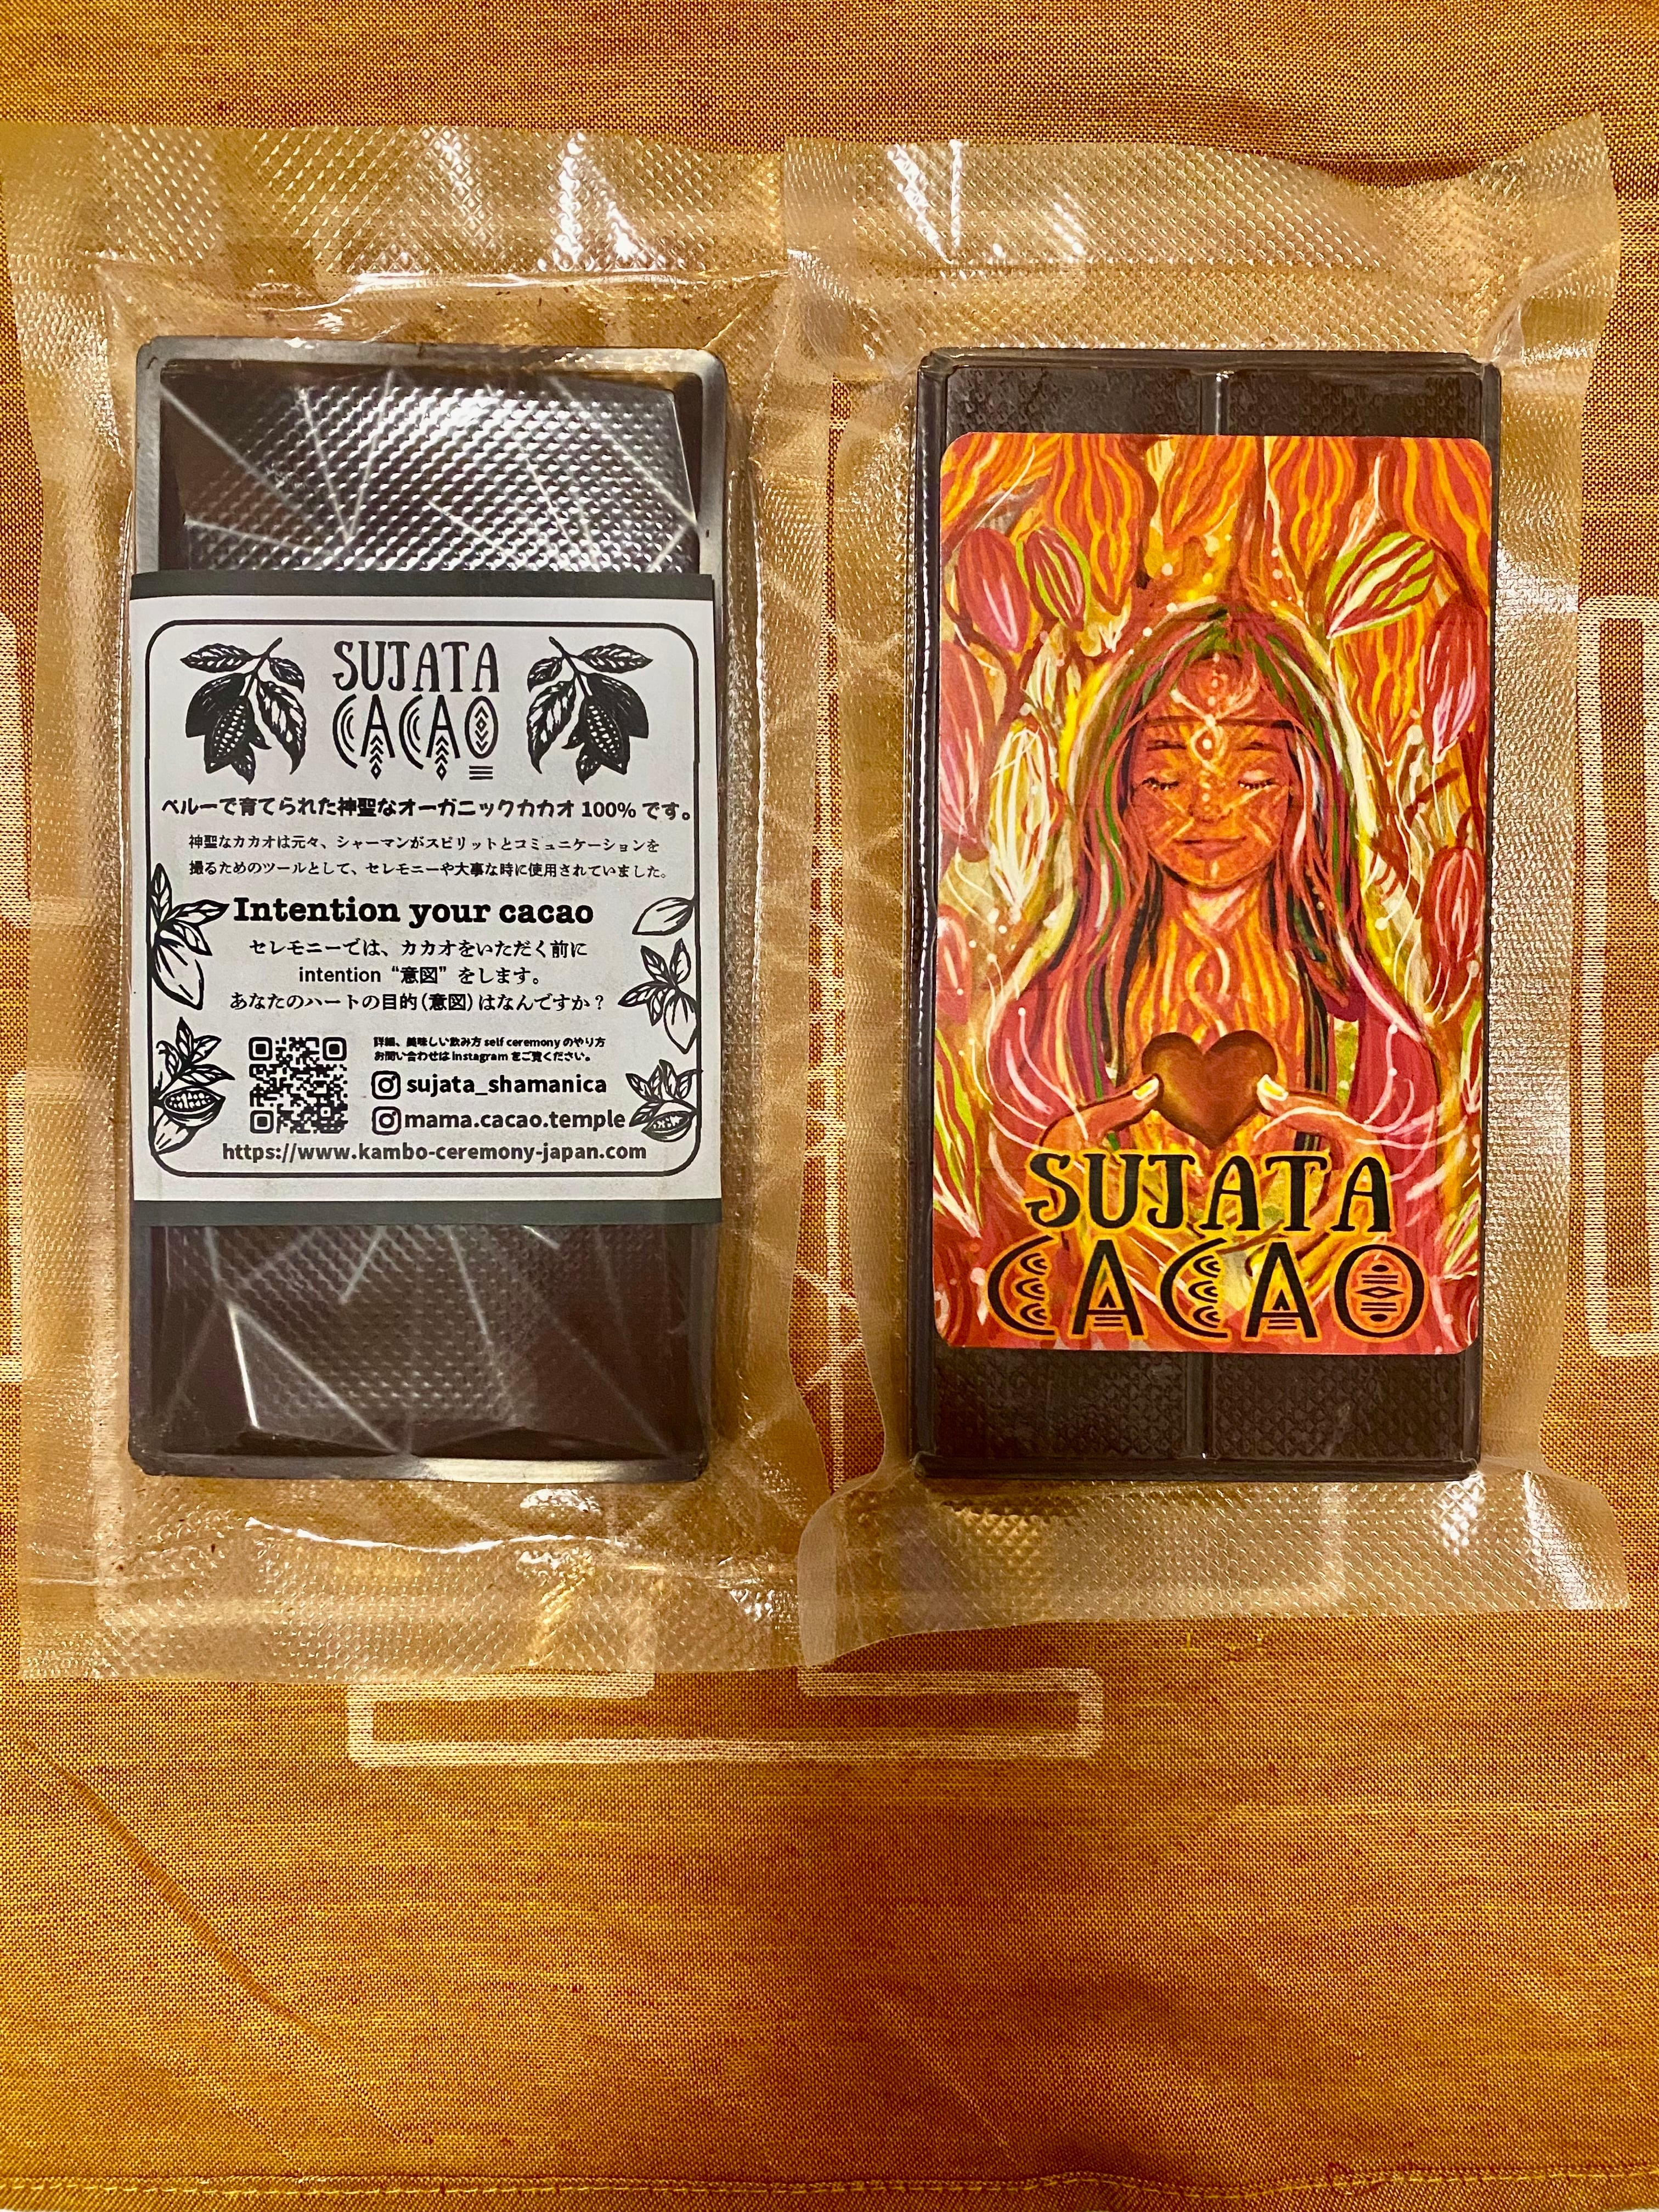 SUJATA
CACAO
ペルーで育てられた神聖なオーガニックカカオ 100% です。
神聖なカカオは元々、シャーマンがスピリットとコミュニケーションを
撮るためのツールとして、セレモニーや大事な時に使用されていました。
Intention your cacao
セレモニーでは、カカオをいただく前に
intention “意図” をします。
あなたのハートの目的(意図)はなんですか？
詳細、美味しい飲み方 self ceremony のやり方
お問い合わせは Instagram をご覧ください。
sujata_shamanica
mama.cacao.temple
https://www.kambo-ceremony-japan.com
SUJATA
CACAO